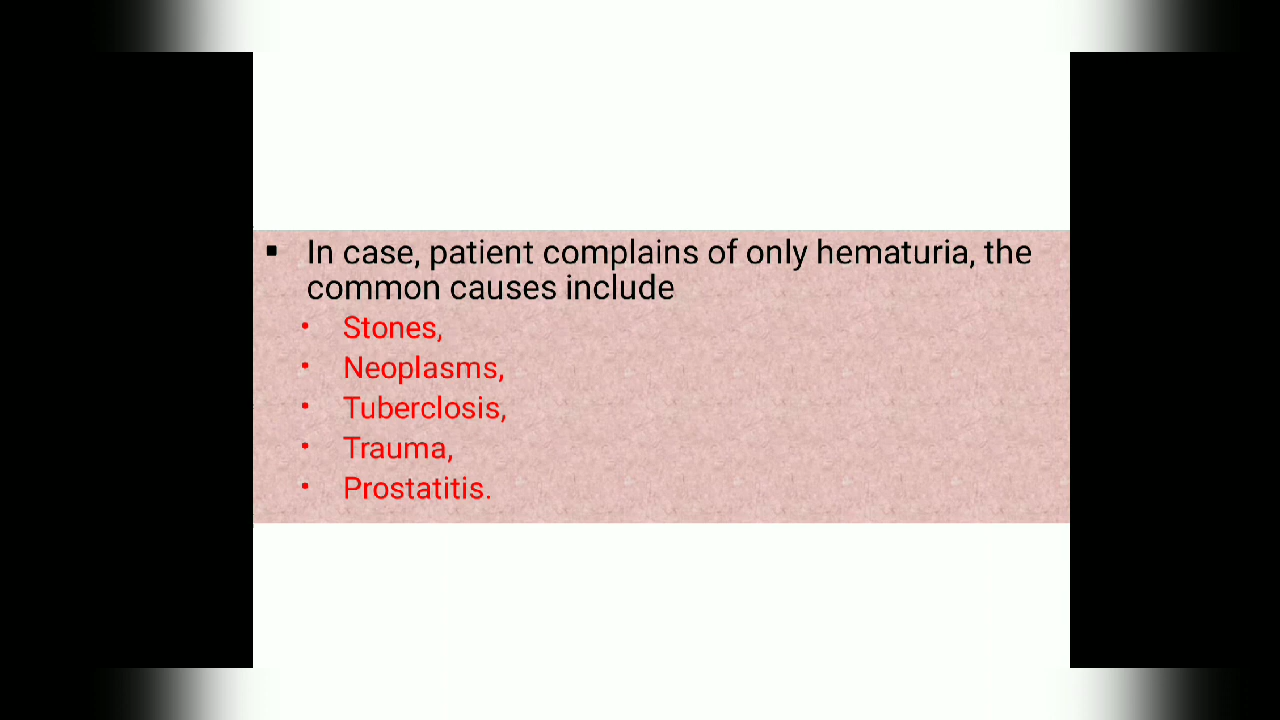 ▪ In case, patient complains of only hematuria, the
common causes include
• Stones,
• Neoplasms,
• Tuberclosis,
• Trauma,
• Prostatitis.